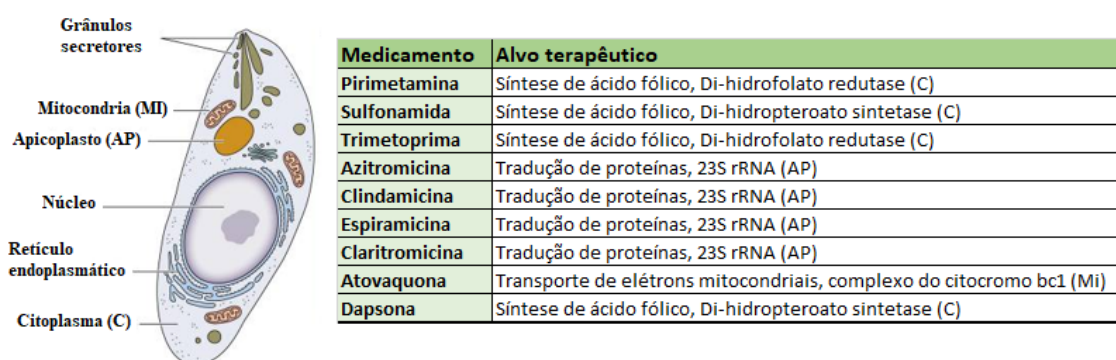 Grânulos
secretores
Mitocondria (MI)
Apicoplasto (AP)
Núcleo
Retículo
endoplasmático
Citoplasma (C)
Medicamento Alvo terapêutico
Pirimetamina Síntese de ácido fólico, Di-hidrofolato redutase (C)
Sulfonamida Síntese de ácido fólico, Di-hidropteroato sintetase (C)
Trimetoprima Síntese de ácido fólico, Di-hidrofolato redutase (C)
Azitromicina Tradução de proteínas, 23S rRNA (AP)
Clindamicina Tradução de proteínas, 23S rRNA (AP)
Espiramicina Tradução de proteínas, 23S rRNA (AP)
Claritromicina Tradução de proteínas, 23S rRNA (AP)
Atovaquona Transporte de elétrons mitocondriais, complexo do citocromo bc1 (Mi)
Dapsona Síntese de ácido fólico, Di-hidropteroato sintetase (C)